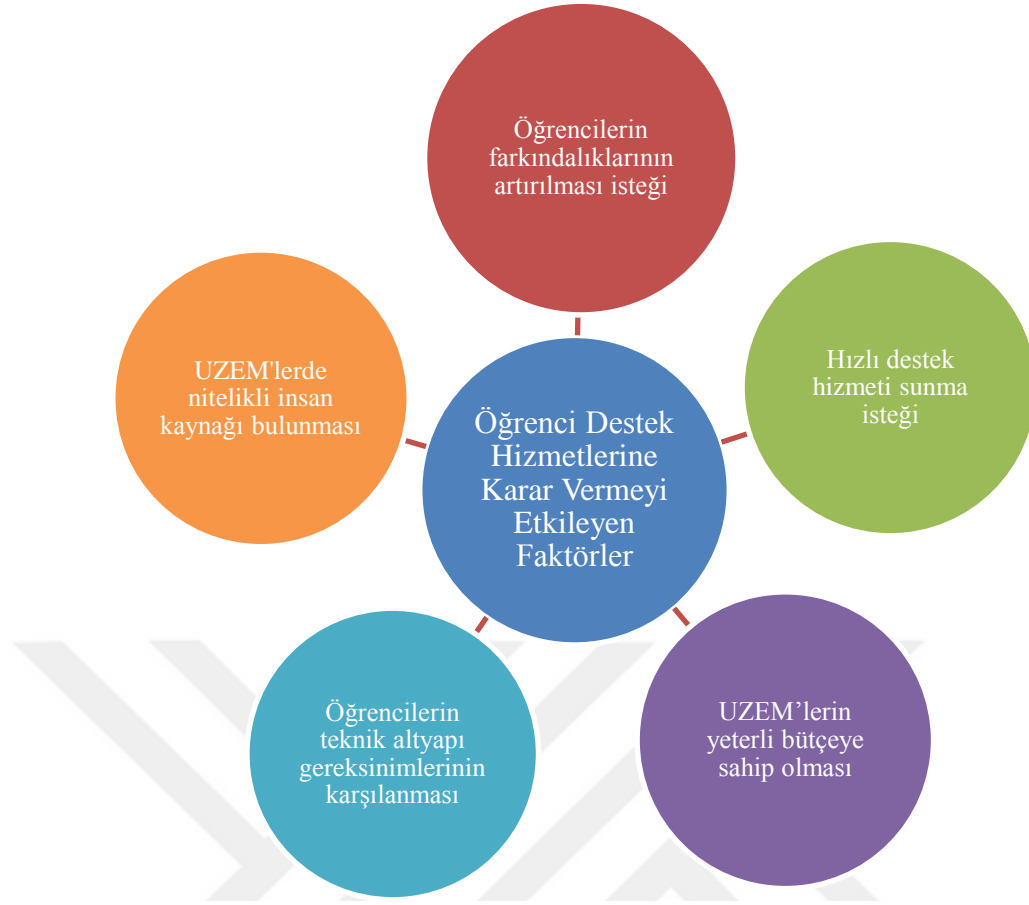 Öğrencilerin
farkındalıklarının
artırılması isteği
Hızlı destek
hizmeti sunma
isteği
UZEM'lerde
nitelikli insan
kaynağı bulunması
Öğrenci Destek
Hizmetlerine
Karar Vermeyi
Etkileyen
Faktörler
Öğrencilerin
teknik altyapı
gereksinimlerinin
karşılanması
UZEM’lerin
yeterli bütçeye
sahip olması